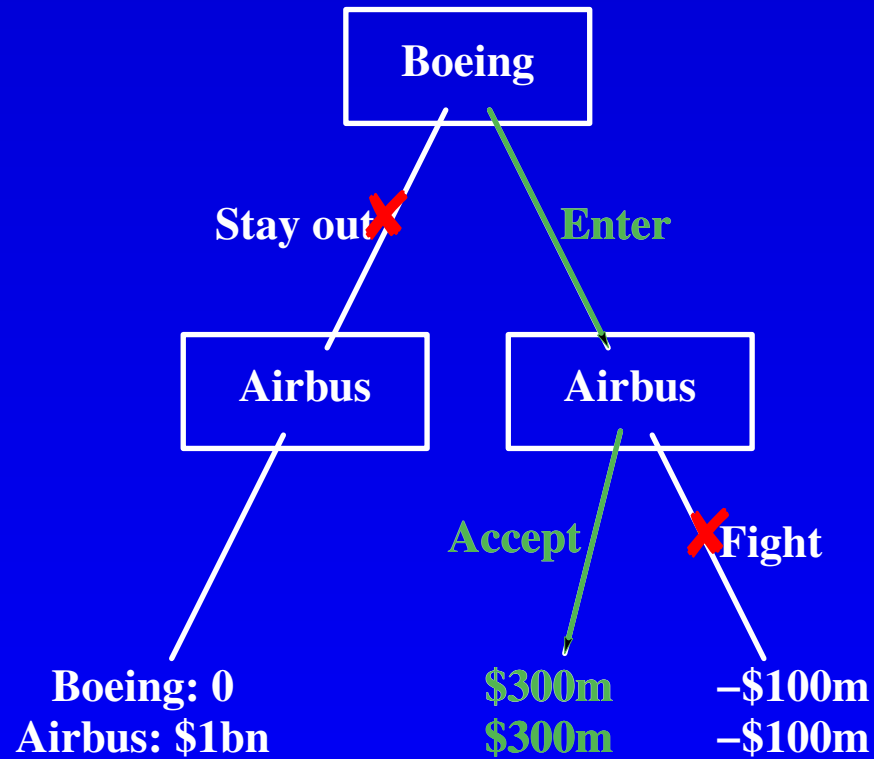 Boeing
Stay out
Enter
Airbus
Airbus
Accept
Fight
Boeing: 0 $300m –$100m
Airbus: $1bn $300m –$100m